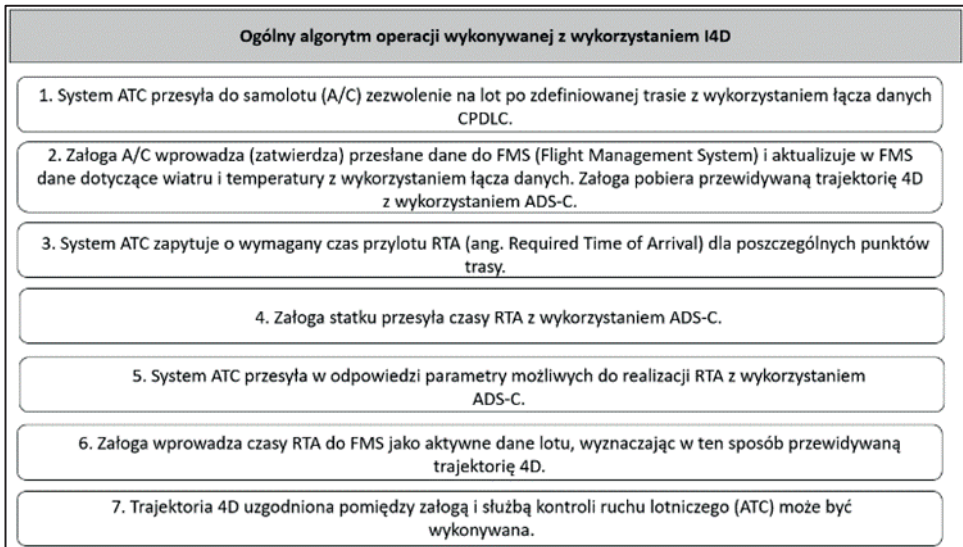 Ogólny algorytm operacji wykonywanej z wykorzystaniem I4D
1. System ATC przesyła do samolotu (A/C) zezwolenie na lot po zdefiniowanej trasie z wykorzystaniem łącza danych
CPDLC.
2. Załoga A/C wprowadza (zatwierdza) przesłane dane do FMS (Flight Management System) i aktualizuje w FMS
dane dotyczące wiatru i temperatury z wykorzystaniem łącza danych. Załoga pobiera przewidywaną trajektorię 4D
z wykorzystaniem ADS-C.
3. System ATC zapytuje o wymagany czas przylotu RTA (ang. Required Time of Arrival) dla poszczególnych punktów
trasy.
4. Załoga statku przesyła czasy RTA z wykorzystaniem ADS-C.
5. System ATC przesyła w odpowiedzi parametry możliwych do realizacji RTA z wykorzystaniem
ADS-C.
6. Załoga wprowadza czasy RTA do FMS jako aktywne dane lotu, wyznaczając w ten sposób przewidywaną
trajektorię 4D.
7. Trajektoria 4D uzgodniona pomiędzy załogą i służbą kontroli ruchu lotniczego (ATC) może być
wykonywana.